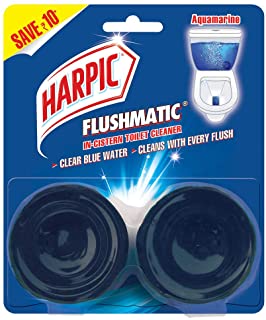 SAVE ₹10
Aquamarine
HARPIC
FLUSHMATIC®
IN-CISTERN TOILET CLEANER
➤ CLEAR BLUE WATER ➤ CLEANS WITH EVERY FLUSH